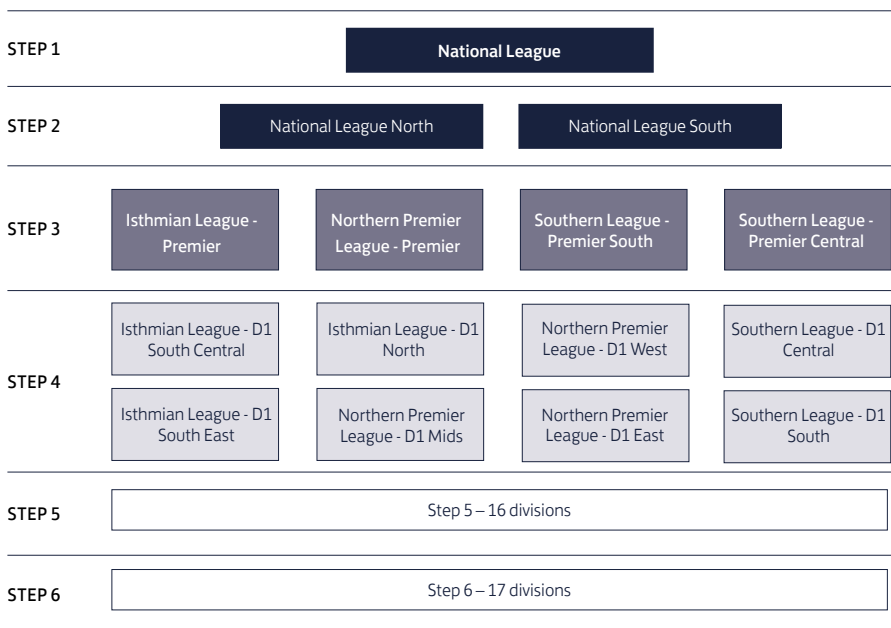 STEP 1
National League
STEP 2
National League North
National League South
STEP 3
Isthmian League -
Premier
Northern Premier
League - Premier
Southern League -
Premier South
Southern League -
Premier Central
STEP 4
Isthmian League - D1
South Central
Isthmian League - D1
North
Northern Premier
League - D1 West
Southern League - D1
Central
Isthmian League - D1
South East
Northern Premier
League - D1 Mids
Northern Premier
League - D1 East
Southern League - D1
South
STEP 5
Step 5 – 16 divisions
STEP 6
Step 6 – 17 divisions